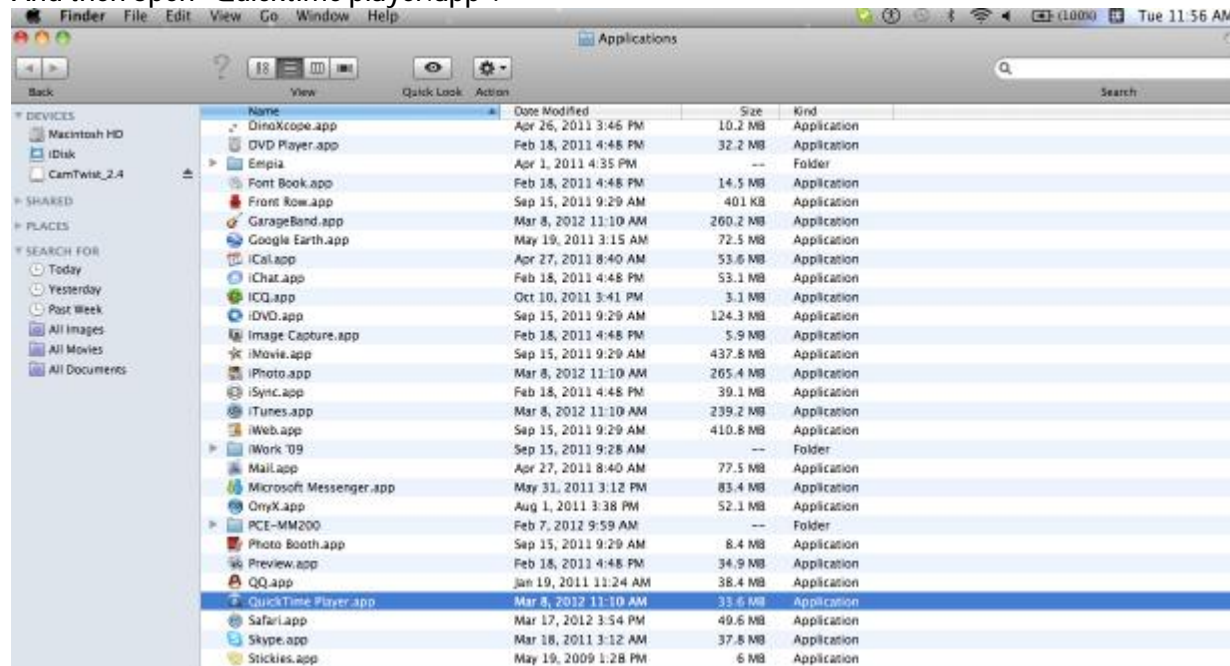 Finder File Edit View Go Window Help (100%) Tue 11:56 AM
Applications
Back View Quick Look Action Search
Name Date Modified Size Kind
DEVICES
Macintosh HD
iDisk
CamTwist_2.4
SHARED
PLACES
SEARCH FOR
Today
Yesterday
Past Week
All Images
All Movies
All Documents
DinoXcope.app Apr 26, 2011 3:46 PM 10.2 MB Application
DVD Player.app Feb 18, 2011 4:48 PM 32.2 MB Application
Empia Apr 1, 2011 4:35 PM -- Folder
Font Book.app Feb 18, 2011 4:48 PM 14.5 MB Application
Front Row.app Sep 15, 2011 9:29 AM 401 KB Application
GarageBand.app Mar 8, 2012 11:10 AM 260.2 MB Application
Google Earth.app May 19, 2011 3:15 AM 72.5 MB Application
iCal.app Apr 27, 2011 8:40 AM 53.6 MB Application
iChat.app Feb 18, 2011 4:48 PM 53.1 MB Application
ICQ.app Oct 10, 2011 3:41 PM 3.1 MB Application
iDVD.app Sep 15, 2011 9:29 AM 124.3 MB Application
Image Capture.app Feb 18, 2011 4:48 PM 5.9 MB Application
iMovie.app Sep 15, 2011 9:29 AM 437.8 MB Application
iPhoto.app Mar 8, 2012 11:10 AM 265.4 MB Application
iSync.app Feb 18, 2011 4:48 PM 39.1 MB Application
iTunes.app Mar 8, 2012 11:10 AM 239.2 MB Application
iWeb.app Sep 15, 2011 9:29 AM 410.8 MB Application
iWork '09 Sep 15, 2011 9:28 AM -- Folder
Mail.app Apr 27, 2011 8:40 AM 77.5 MB Application
Microsoft Messenger.app May 31, 2011 3:12 PM 83.4 MB Application
OnyX.app Aug 1, 2011 3:38 PM 52.1 MB Application
PCE-MM200 Feb 7, 2012 9:59 AM -- Folder
Photo Booth.app Sep 15, 2011 9:29 AM 8.4 MB Application
Preview.app Feb 18, 2011 4:48 PM 34.9 MB Application
QQ.app Jan 19, 2011 11:24 AM 38.4 MB Application
QuickTime Player.app Mar 8, 2012 11:10 AM 33.6 MB Application
Safari.app Mar 17, 2012 3:54 PM 49.6 MB Application
Skype.app Mar 18, 2011 3:12 AM 37.8 MB Application
Stickies.app May 19, 2009 1:28 PM 6 MB Application